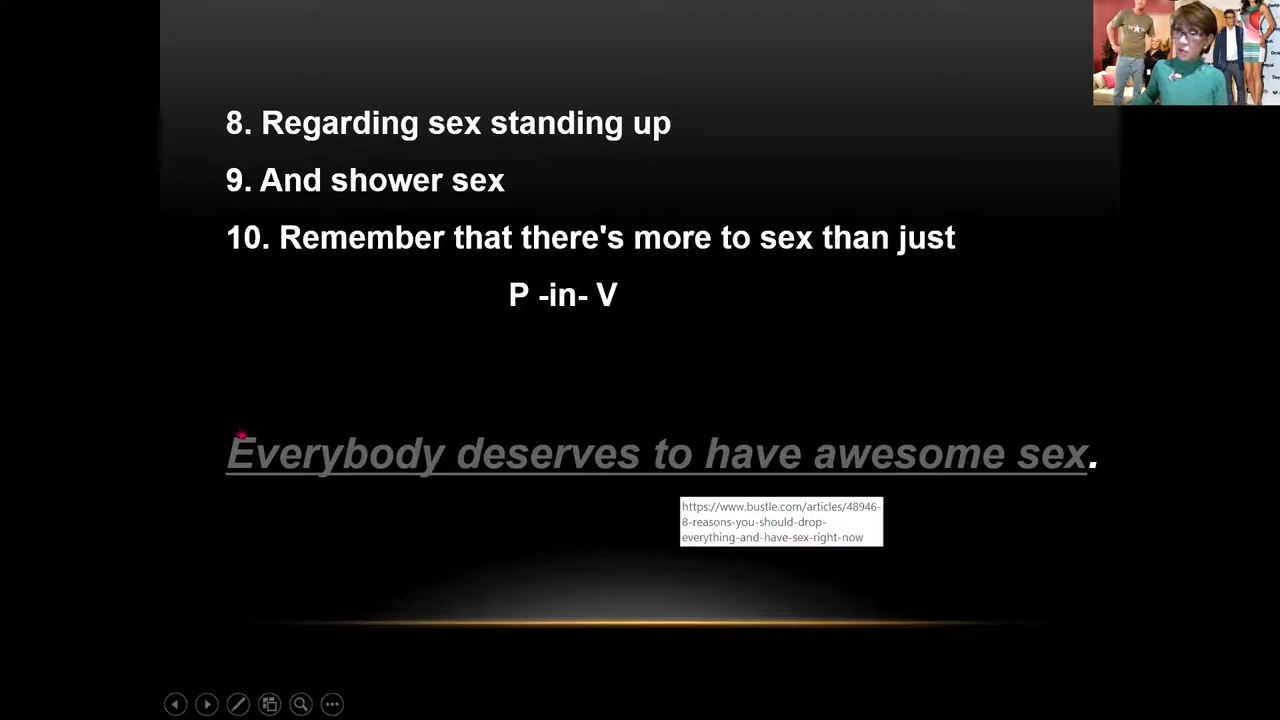 8. Regarding sex standing up
9. And shower sex
10. Remember that there's more to sex than just
P -in- V
Everybody deserves to have awesome sex.
https://www.bustle.com/articles/48946-
8-reasons-you-should-drop-
everything-and-have-sex-right-now